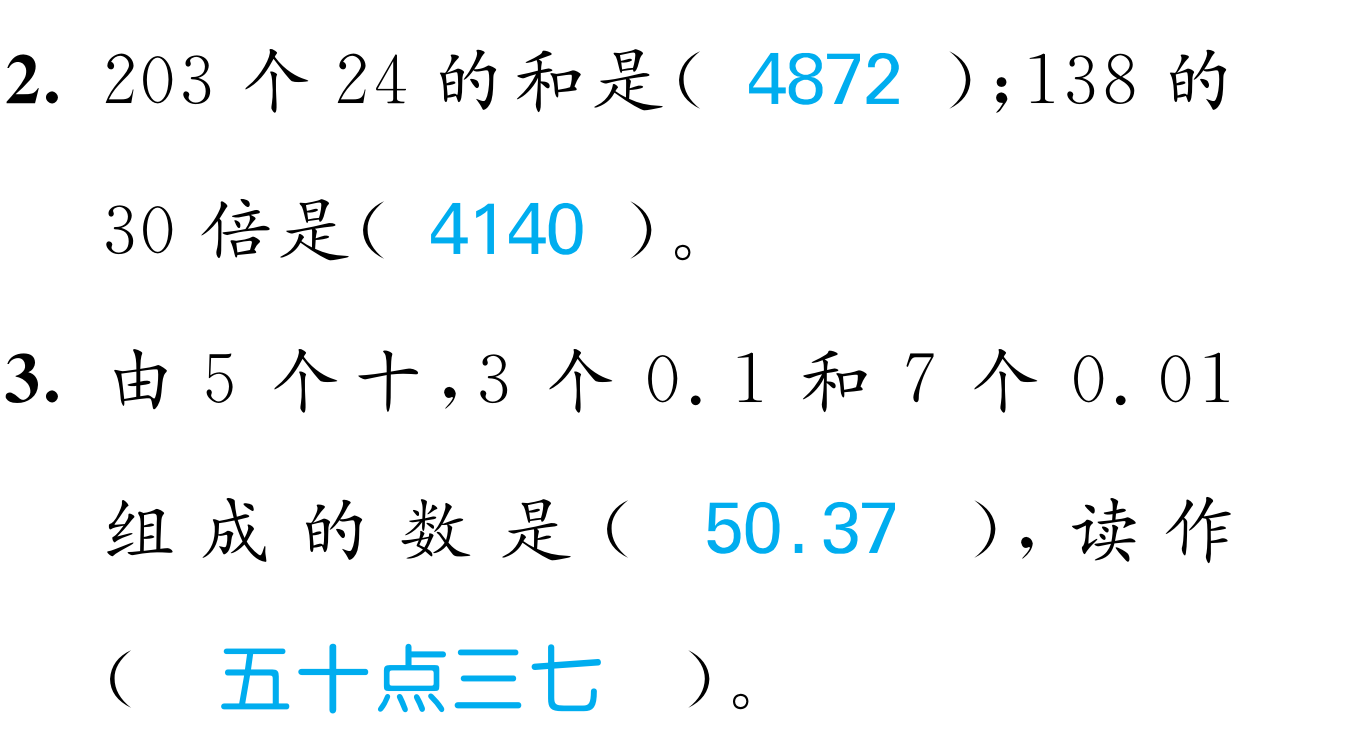 2. 203 个 24 的和是( 4872 );138 的
30 倍是( 4140 )。
3. 由 5 个十,3 个 0.1 和 7 个 0.01
组成的数是( 50.37 ),读作
( 五十点三七 )。